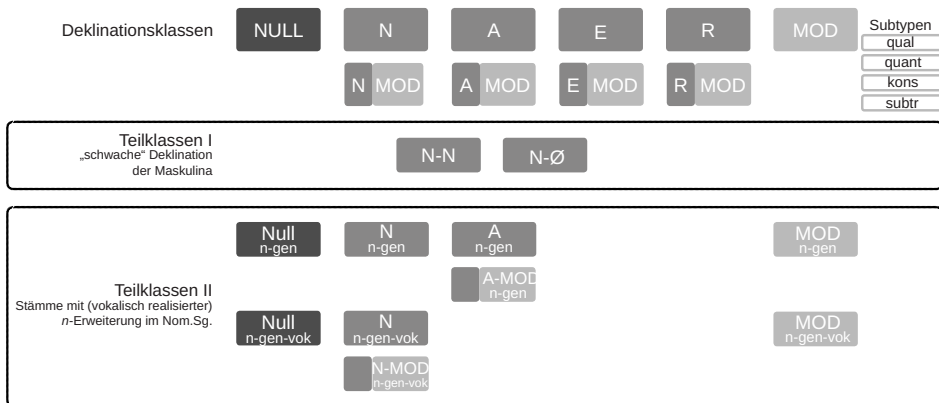 Deklinationsklassen NULL N A E R MOD Subtypen
qual
quant
kons
subtr
N MOD A MOD E MOD R MOD
Teilklassen I
„schwache“ Deklination
der Maskulina
N-N N-Ø
Null N A MOD
n-gen n-gen n-gen n-gen
A-MOD
n-gen
Teilklassen II
Stämme mit (vokalisch realisierter)
n-Erweiterung im Nom.Sg.
Null N MOD
n-gen-vok n-gen-vok n-gen-vok
N-MOD
n-gen-vok